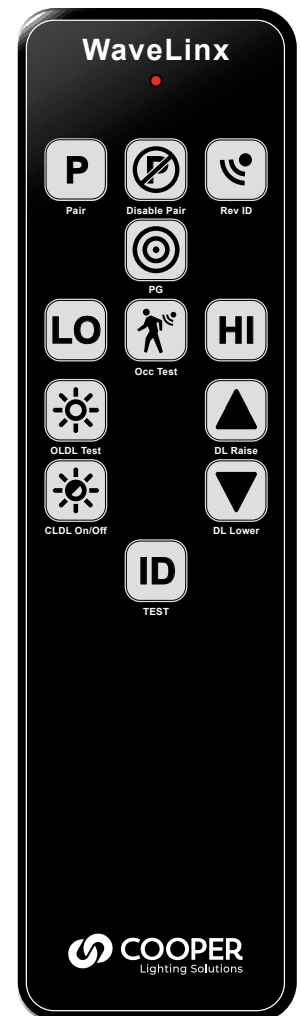 WaveLinx
P
Pair
Disable Pair
Rev ID
PG
LO
HI
Occ Test
OLDL Test
DL Raise
CLDL On/Off
DL Lower
ID
TEST
COOPER
Lighting Solutions